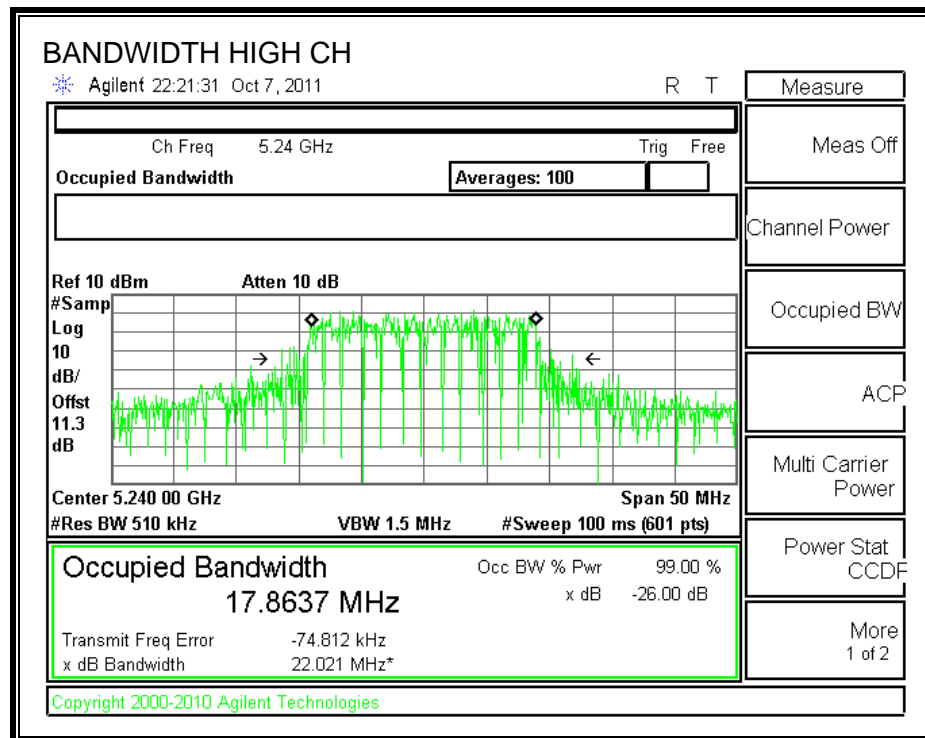 BANDWIDTH HIGH CH
Agilent 22:21:31 Oct 7, 2011 R T
Ch Freq 5.24 GHz Trig Free
Occupied Bandwidth Averages: 100
Ref 10 dBm Atten 10 dB
#Samp
Log
10
dB/
Offst
11.3
dB
Center 5.240 00 GHz Span 50 MHz
#Res BW 510 kHz VBW 1.5 MHz #Sweep 100 ms (601 pts)
Occupied Bandwidth Occ BW % Pwr 99.00 %
17.8637 MHz x dB -26.00 dB
Transmit Freq Error -74.812 kHz
x dB Bandwidth 22.021 MHz*
Copyright 2000-2010 Agilent Technologies
Measure
Meas Off
Channel Power
Occupied BW
ACP
Multi Carrier
Power
Power Stat
CCDF
More
1 of 2